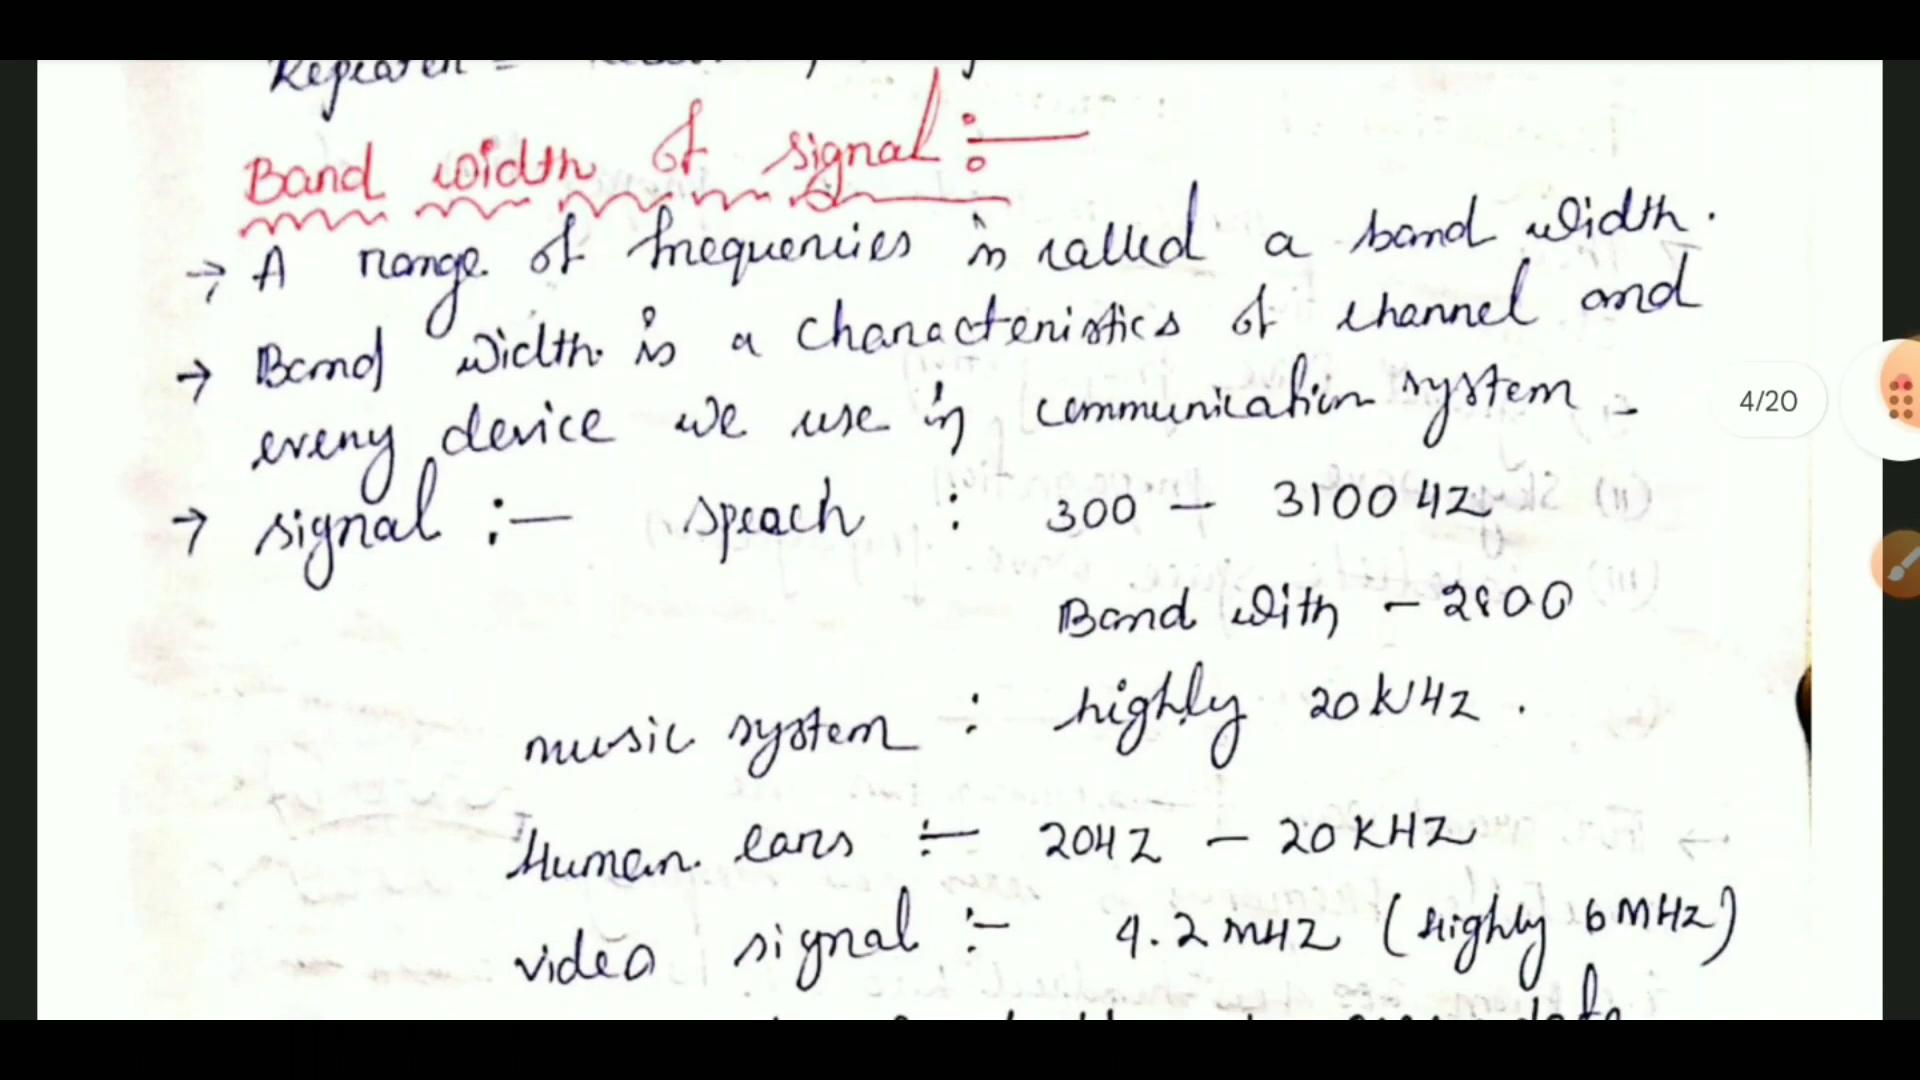 Repeater =
Band width of signal :-
→ A range of frequencies is called a band width.
→ Band width is a characteristics of channel and
every device we use in communication system -
4/20
→ signal :- speach : 300 - 3100 HZ
Band with - 2800
music system : highly 20 KHZ.
Human ears :- 20HZ - 20 KHZ
video signal :- 4.2 MHZ (highly 6 MHZ)